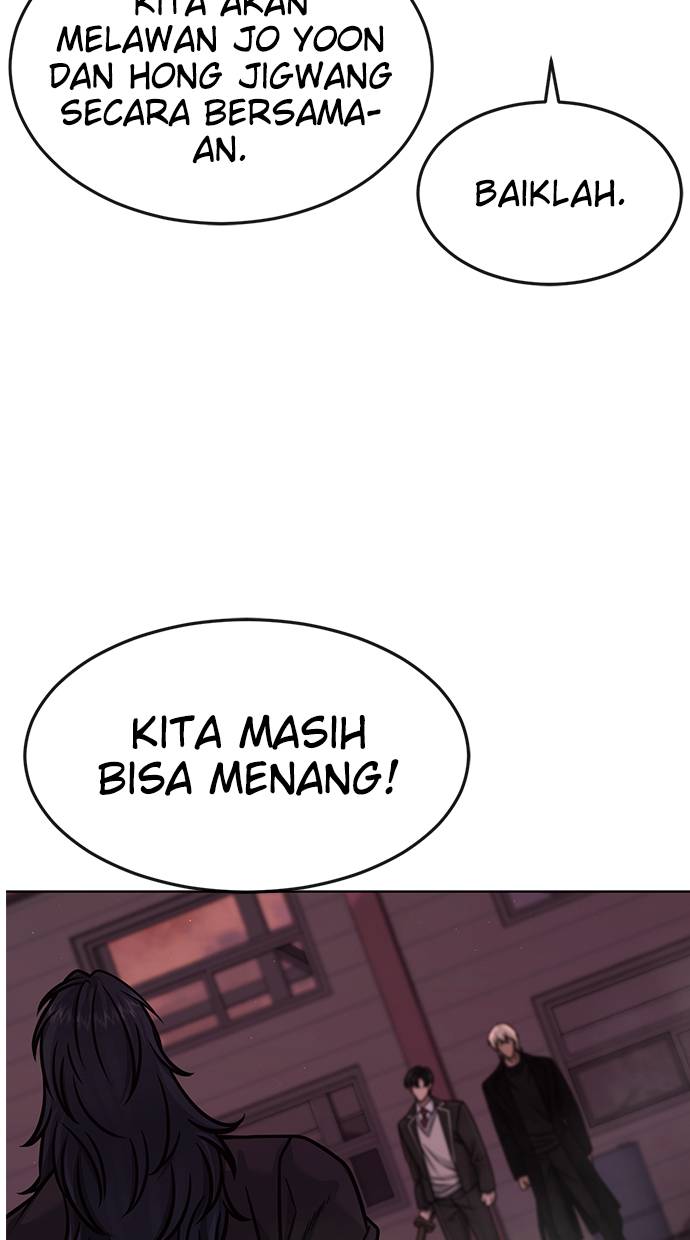 KITA AKAN
MELAWAN JO YOON
DAN HONG JIGWANG
SECARA BERSAMA-
AN.
BAIKLAH.
KITA MASIH
BISA MENANG!